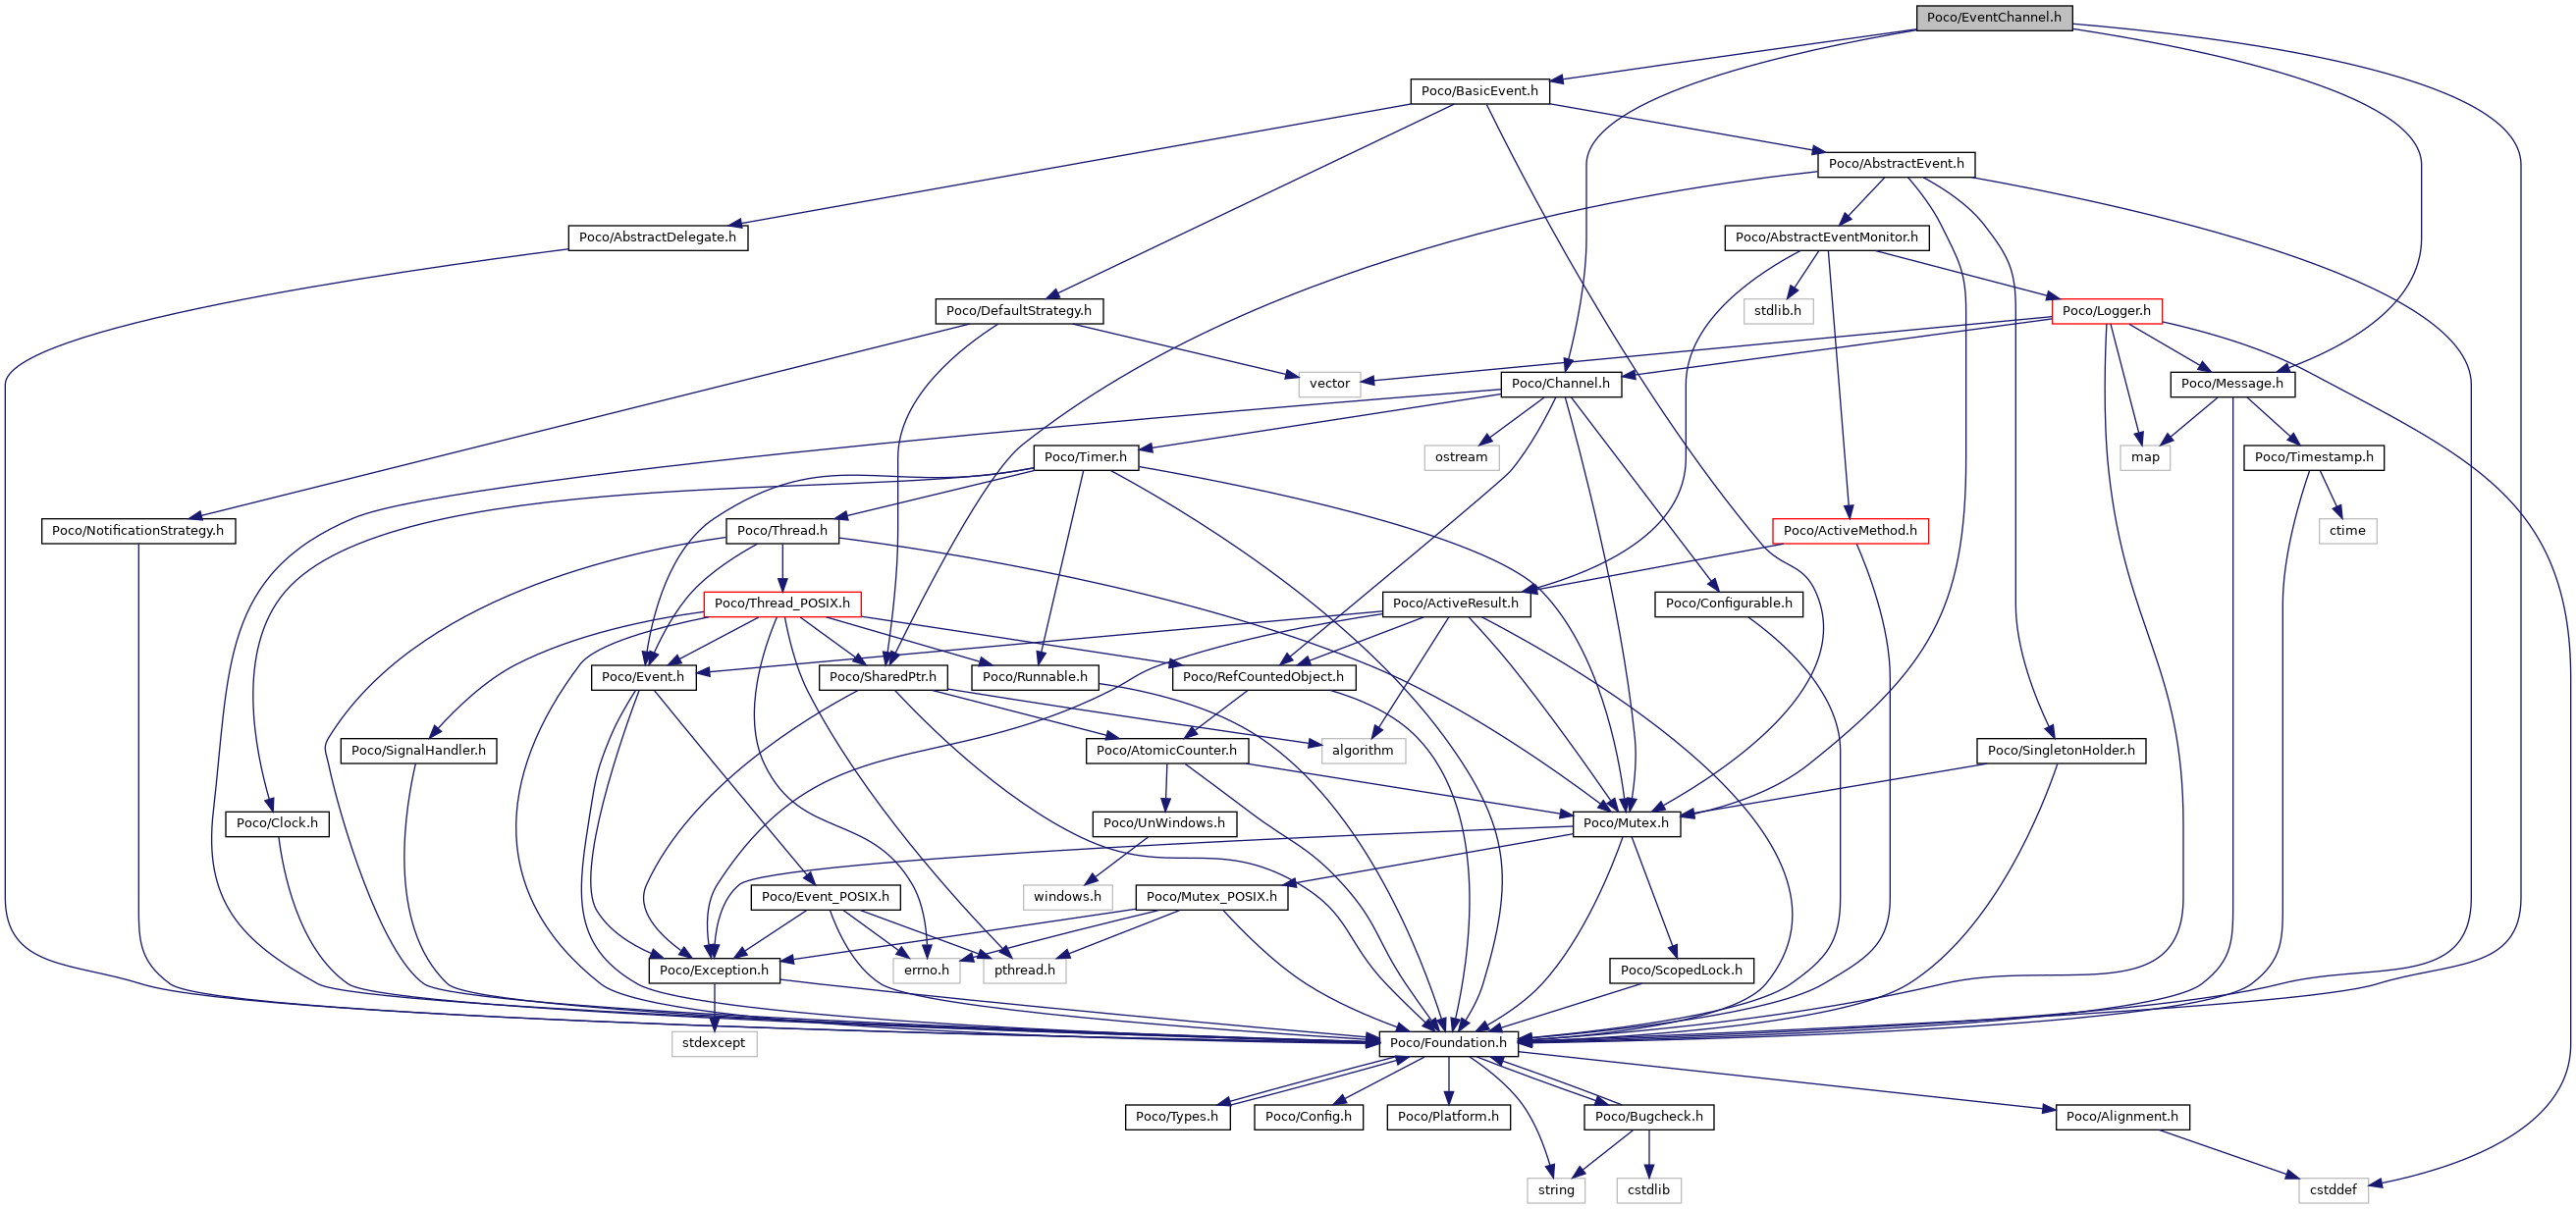 Poco/EventChannel.h
Poco/BasicEvent.h
Poco/AbstractEvent.h
Poco/AbstractDelegate.h
Poco/AbstractEventMonitor.h
Poco/DefaultStrategy.h
stdlib.h
Poco/Logger.h
vector
Poco/Channel.h
Poco/Message.h
Poco/Timer.h
ostream
map
Poco/Timestamp.h
Poco/NotificationStrategy.h
Poco/Thread.h
Poco/ActiveMethod.h
ctime
Poco/Thread_POSIX.h
Poco/ActiveResult.h
Poco/Configurable.h
Poco/Event.h
Poco/SharedPtr.h
Poco/Runnable.h
Poco/RefCountedObject.h
Poco/SignalHandler.h
Poco/AtomicCounter.h
algorithm
Poco/SingletonHolder.h
Poco/Clock.h
Poco/UnWindows.h
Poco/Mutex.h
Poco/Event_POSIX.h
windows.h
Poco/Mutex_POSIX.h
Poco/Exception.h
errno.h
pthread.h
Poco/ScopedLock.h
stdexcept
Poco/Foundation.h
Poco/Types.h
Poco/Config.h
Poco/Platform.h
Poco/Bugcheck.h
Poco/Alignment.h
string
cstdlib
cstddef